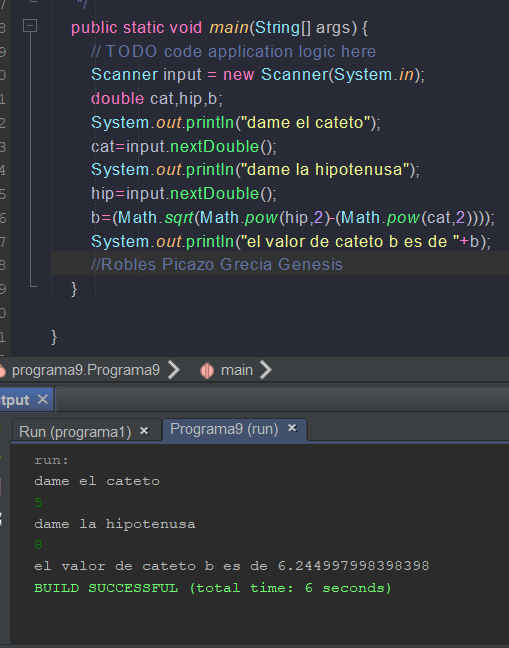 */
public static void main(String[] args) {
// TODO code application logic here
Scanner input = new Scanner(System.in);
double cat,hip,b;
System.out.println("dame el cateto");
cat=input.nextDouble();
System.out.println("dame la hipotenusa");
hip=input.nextDouble();
b=(Math.sqrt(Math.pow(hip,2)-(Math.pow(cat,2))));
System.out.println("el valor de cateto b es de "+b);
//Robles Picazo Grecia Genesis
}
}
programa9.Programa9 main
tput ×
Run (programa1) × Programa9 (run) ×
run:
dame el cateto
5
dame la hipotenusa
8
el valor de cateto b es de 6.244997998398398
BUILD SUCCESSFUL (total time: 6 seconds)